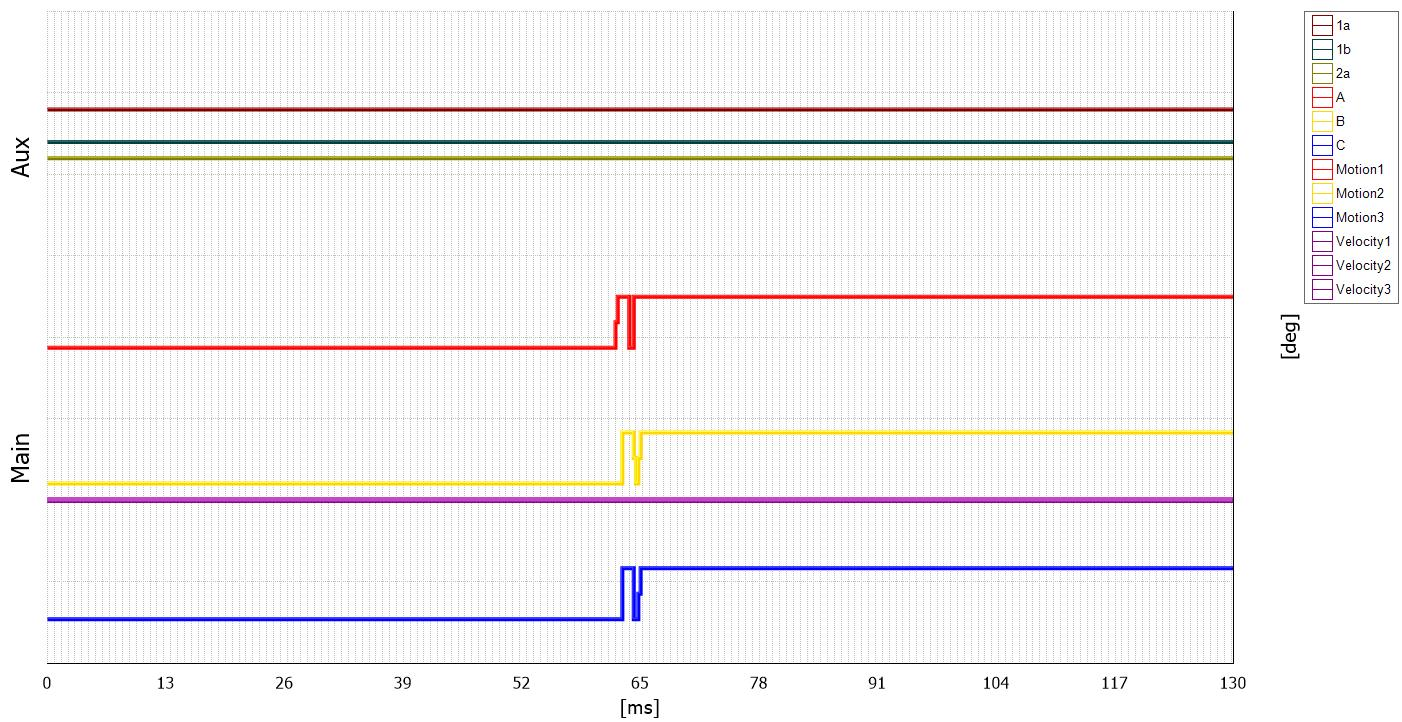 Aux
Main
0 13 26 39 52 65 78 91 104 117 130
[ms]
[deg]
1a
1b
2a
A
B
C
Motion1
Motion2
Motion3
Velocity1
Velocity2
Velocity3